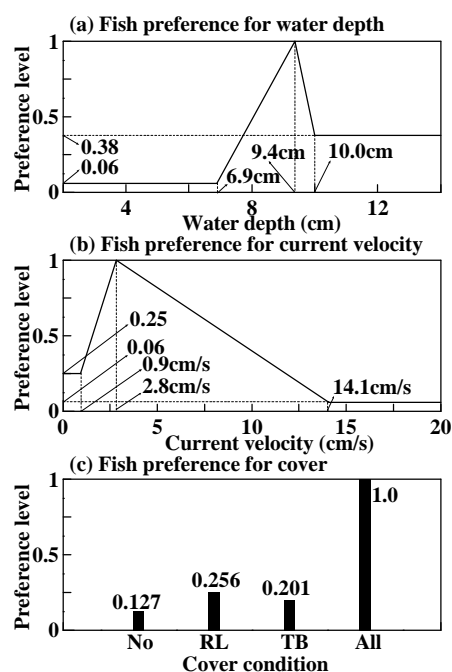 (a) Fish preference for water depth
Preference level
1
0.5
0
0.38
0.06
9.4cm
10.0cm
6.9cm
4
8
12
Water depth (cm)
(b) Fish preference for current velocity
Preference level
1
0.5
0
0.25
0.06
0.9cm/s
2.8cm/s
14.1cm/s
0
5
10
15
20
Current velocity (cm/s)
(c) Fish preference for cover
Preference level
1
0.5
0
0.127
0.256
0.201
1.0
No
RL
TB
All
Cover condition